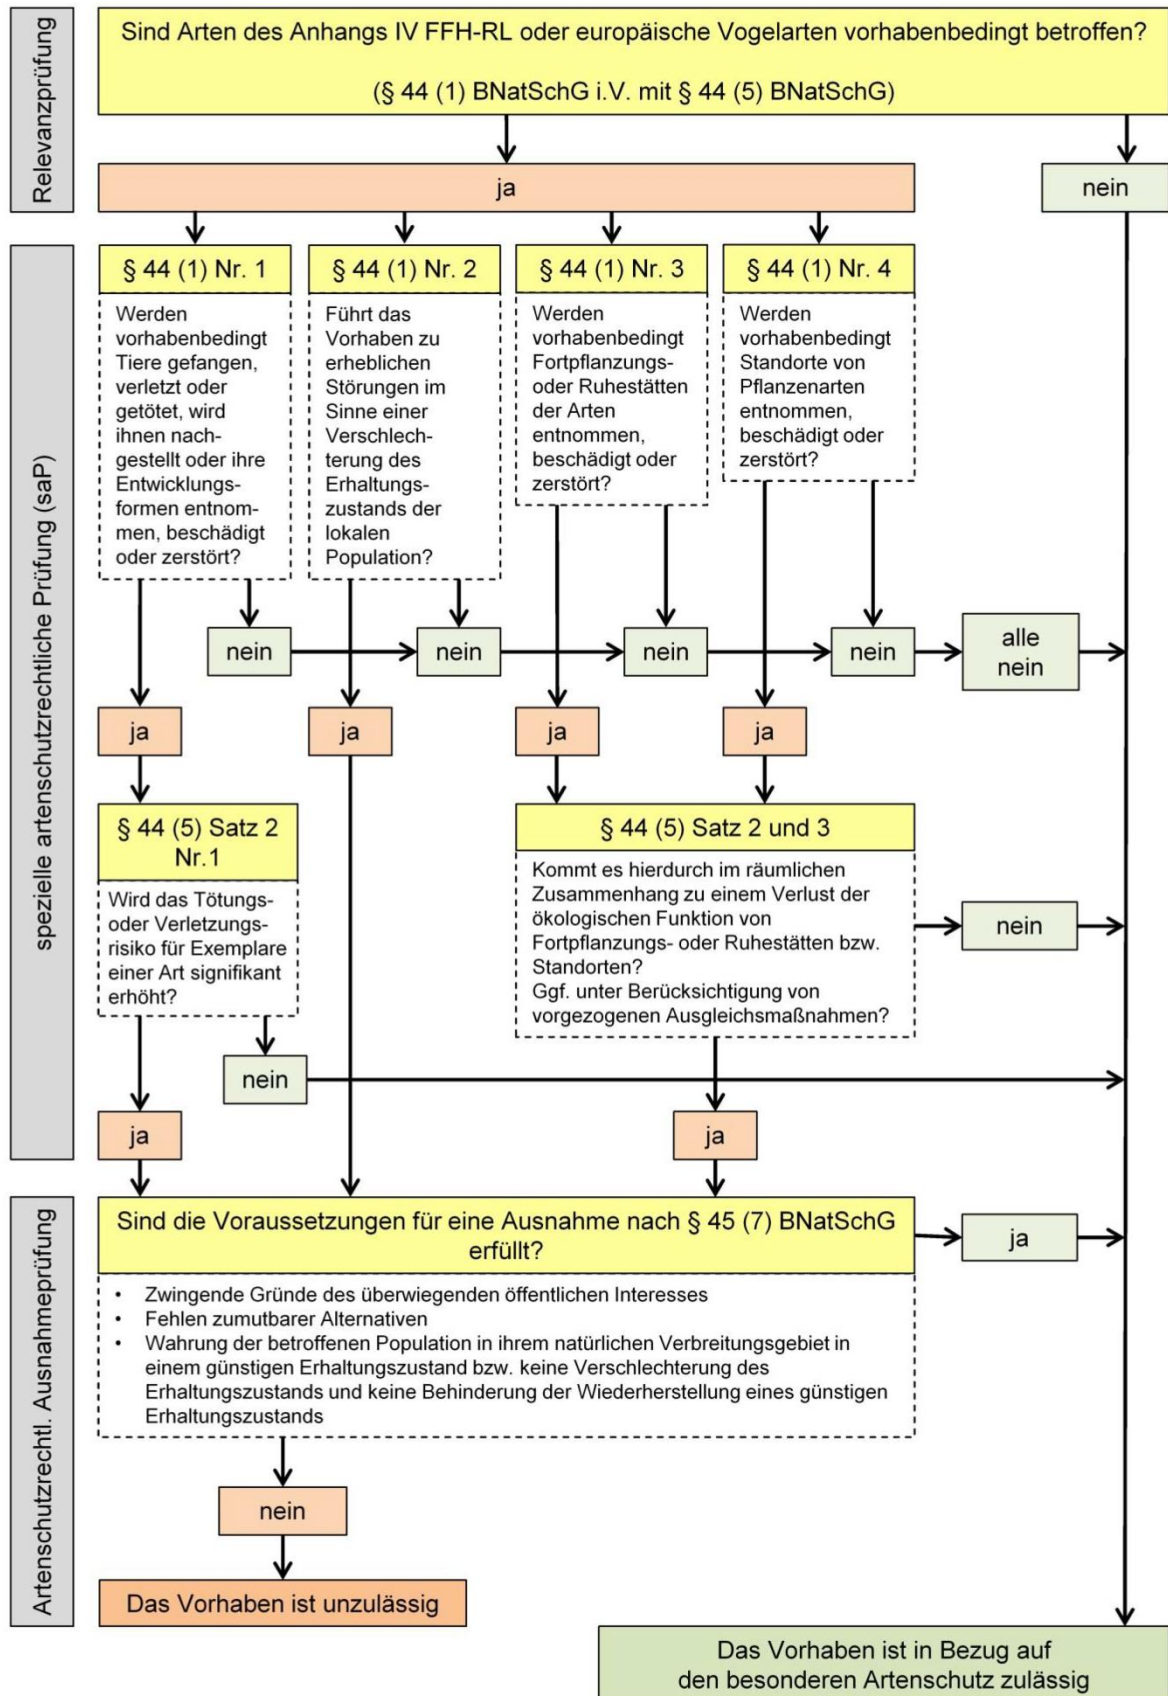 Relevanzprüfung
Sind Arten des Anhangs IV FFH-RL oder europäische Vogelarten vorhabenbedingt betroffen?
(§ 44 (1) BNatSchG i.V. mit § 44 (5) BNatSchG)
ja
nein
spezielle artenschutzrechtliche Prüfung (saP)
§ 44 (1) Nr. 1
Werden
vorhabenbedingt
Tiere gefangen,
verletzt oder
getötet, wird
ihnen nach-
gestellt oder ihre
Entwicklungs-
formen entnom-
men, beschädigt
oder zerstört?
§ 44 (1) Nr. 2
Führt das
Vorhaben zu
erheblichen
Störungen im
Sinne einer
Verschlech-
terung des
Erhaltungs-
zustands der
lokalen
Population?
§ 44 (1) Nr. 3
Werden
vorhabenbedingt
Fortpflanzungs-
oder Ruhestätten
der Arten
entnommen,
beschädigt oder
zerstört?
§ 44 (1) Nr. 4
Werden
vorhabenbedingt
Standorte von
Pflanzenarten
entnommen,
beschädigt oder
zerstört?
nein
nein
nein
nein
alle
nein
ja
ja
ja
ja
§ 44 (5) Satz 2
Nr.1
Wird das Tötungs-
oder Verletzungs-
risiko für Exemplare
einer Art signifikant
erhöht?
§ 44 (5) Satz 2 und 3
Kommt es hierdurch im räumlichen
Zusammenhang zu einem Verlust der
ökologischen Funktion von
Fortpflanzungs- oder Ruhestätten bzw.
Standorten?
Ggf. unter Berücksichtigung von
vorgezogenen Ausgleichsmaßnahmen?
nein
nein
ja
ja
Artenschutzrechtl. Ausnahmeprüfung
Sind die Voraussetzungen für eine Ausnahme nach § 45 (7) BNatSchG
erfüllt?
• Zwingende Gründe des überwiegenden öffentlichen Interesses
• Fehlen zumutbarer Alternativen
• Wahrung der betroffenen Population in ihrem natürlichen Verbreitungsgebiet in
einem günstigen Erhaltungszustand bzw. keine Verschlechterung des
Erhaltungszustands und keine Behinderung der Wiederherstellung eines günstigen
Erhaltungszustands
ja
nein
Das Vorhaben ist unzulässig
Das Vorhaben ist in Bezug auf
den besonderen Artenschutz zulässig